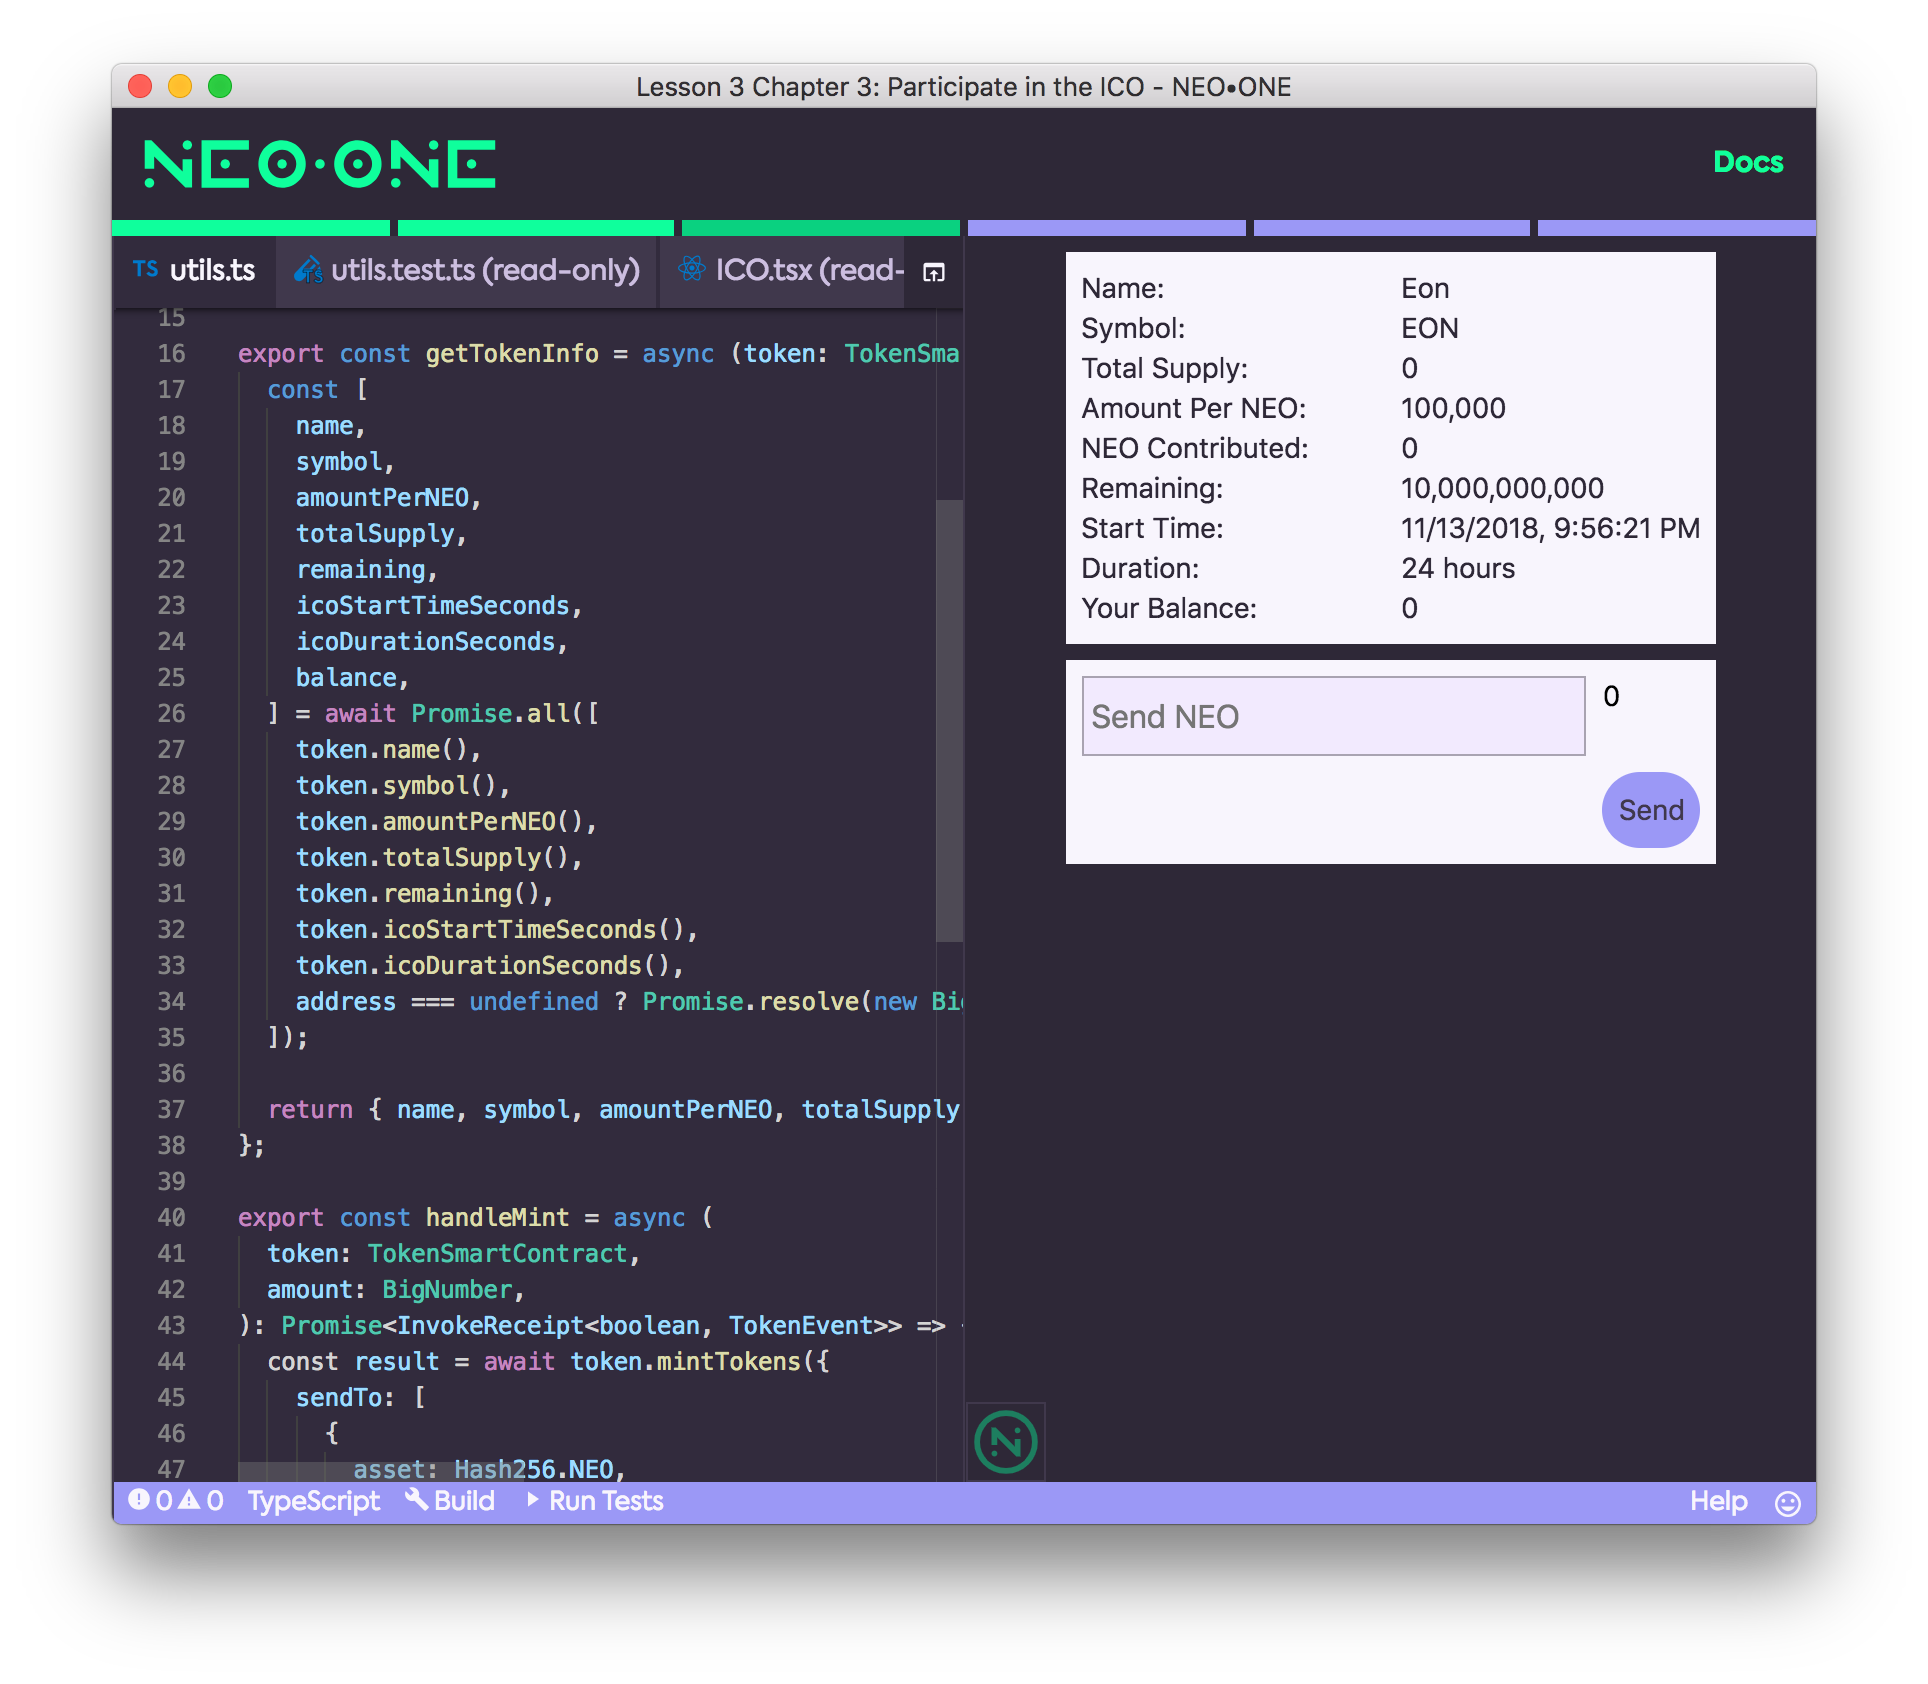 Lesson 3 Chapter 3: Participate in the ICO - NEO•ONE
NEO•ONE
Docs
TS utils.ts
TS utils.test.ts (read-only)
ICO.tsx (read-
15
16 export const getTokenInfo = async (token: TokenSma
17 const [
18 name,
19 symbol,
20 amountPerNEO,
21 totalSupply,
22 remaining,
23 icoStartTimeSeconds,
24 icoDurationSeconds,
25 balance,
26 ] = await Promise.all([
27 token.name(),
28 token.symbol(),
29 token.amountPerNEO(),
30 token.totalSupply(),
31 token.remaining(),
32 token.icoStartTimeSeconds(),
33 token.icoDurationSeconds(),
34 address === undefined ? Promise.resolve(new Bi
35 ]);
36
37 return { name, symbol, amountPerNEO, totalSupply
38 };
39
40 export const handleMint = async (
41 token: TokenSmartContract,
42 amount: BigNumber,
43 ): Promise<InvokeReceipt<boolean, TokenEvent>> =>
44 const result = await token.mintTokens({
45 sendTo: [
46 {
47 asset: Hash256.NEO,
Name: Eon
Symbol: EON
Total Supply: 0
Amount Per NEO: 100,000
NEO Contributed: 0
Remaining: 10,000,000,000
Start Time: 11/13/2018, 9:56:21 PM
Duration: 24 hours
Your Balance: 0
Send NEO
0
Send
0 0 TypeScript Build Run Tests
Help